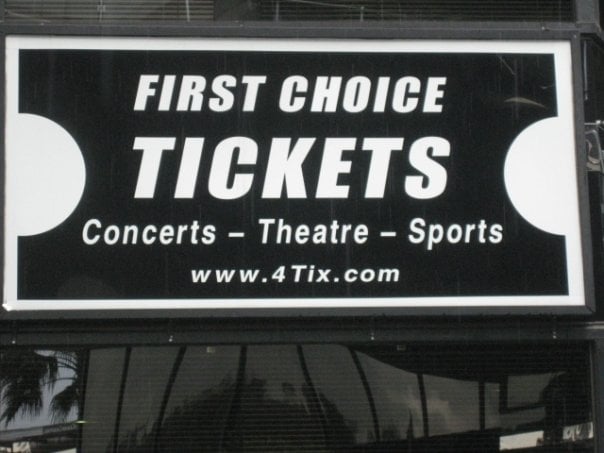 FIRST CHOICE
TICKETS
Concerts – Theatre – Sports
www.4Tix.com